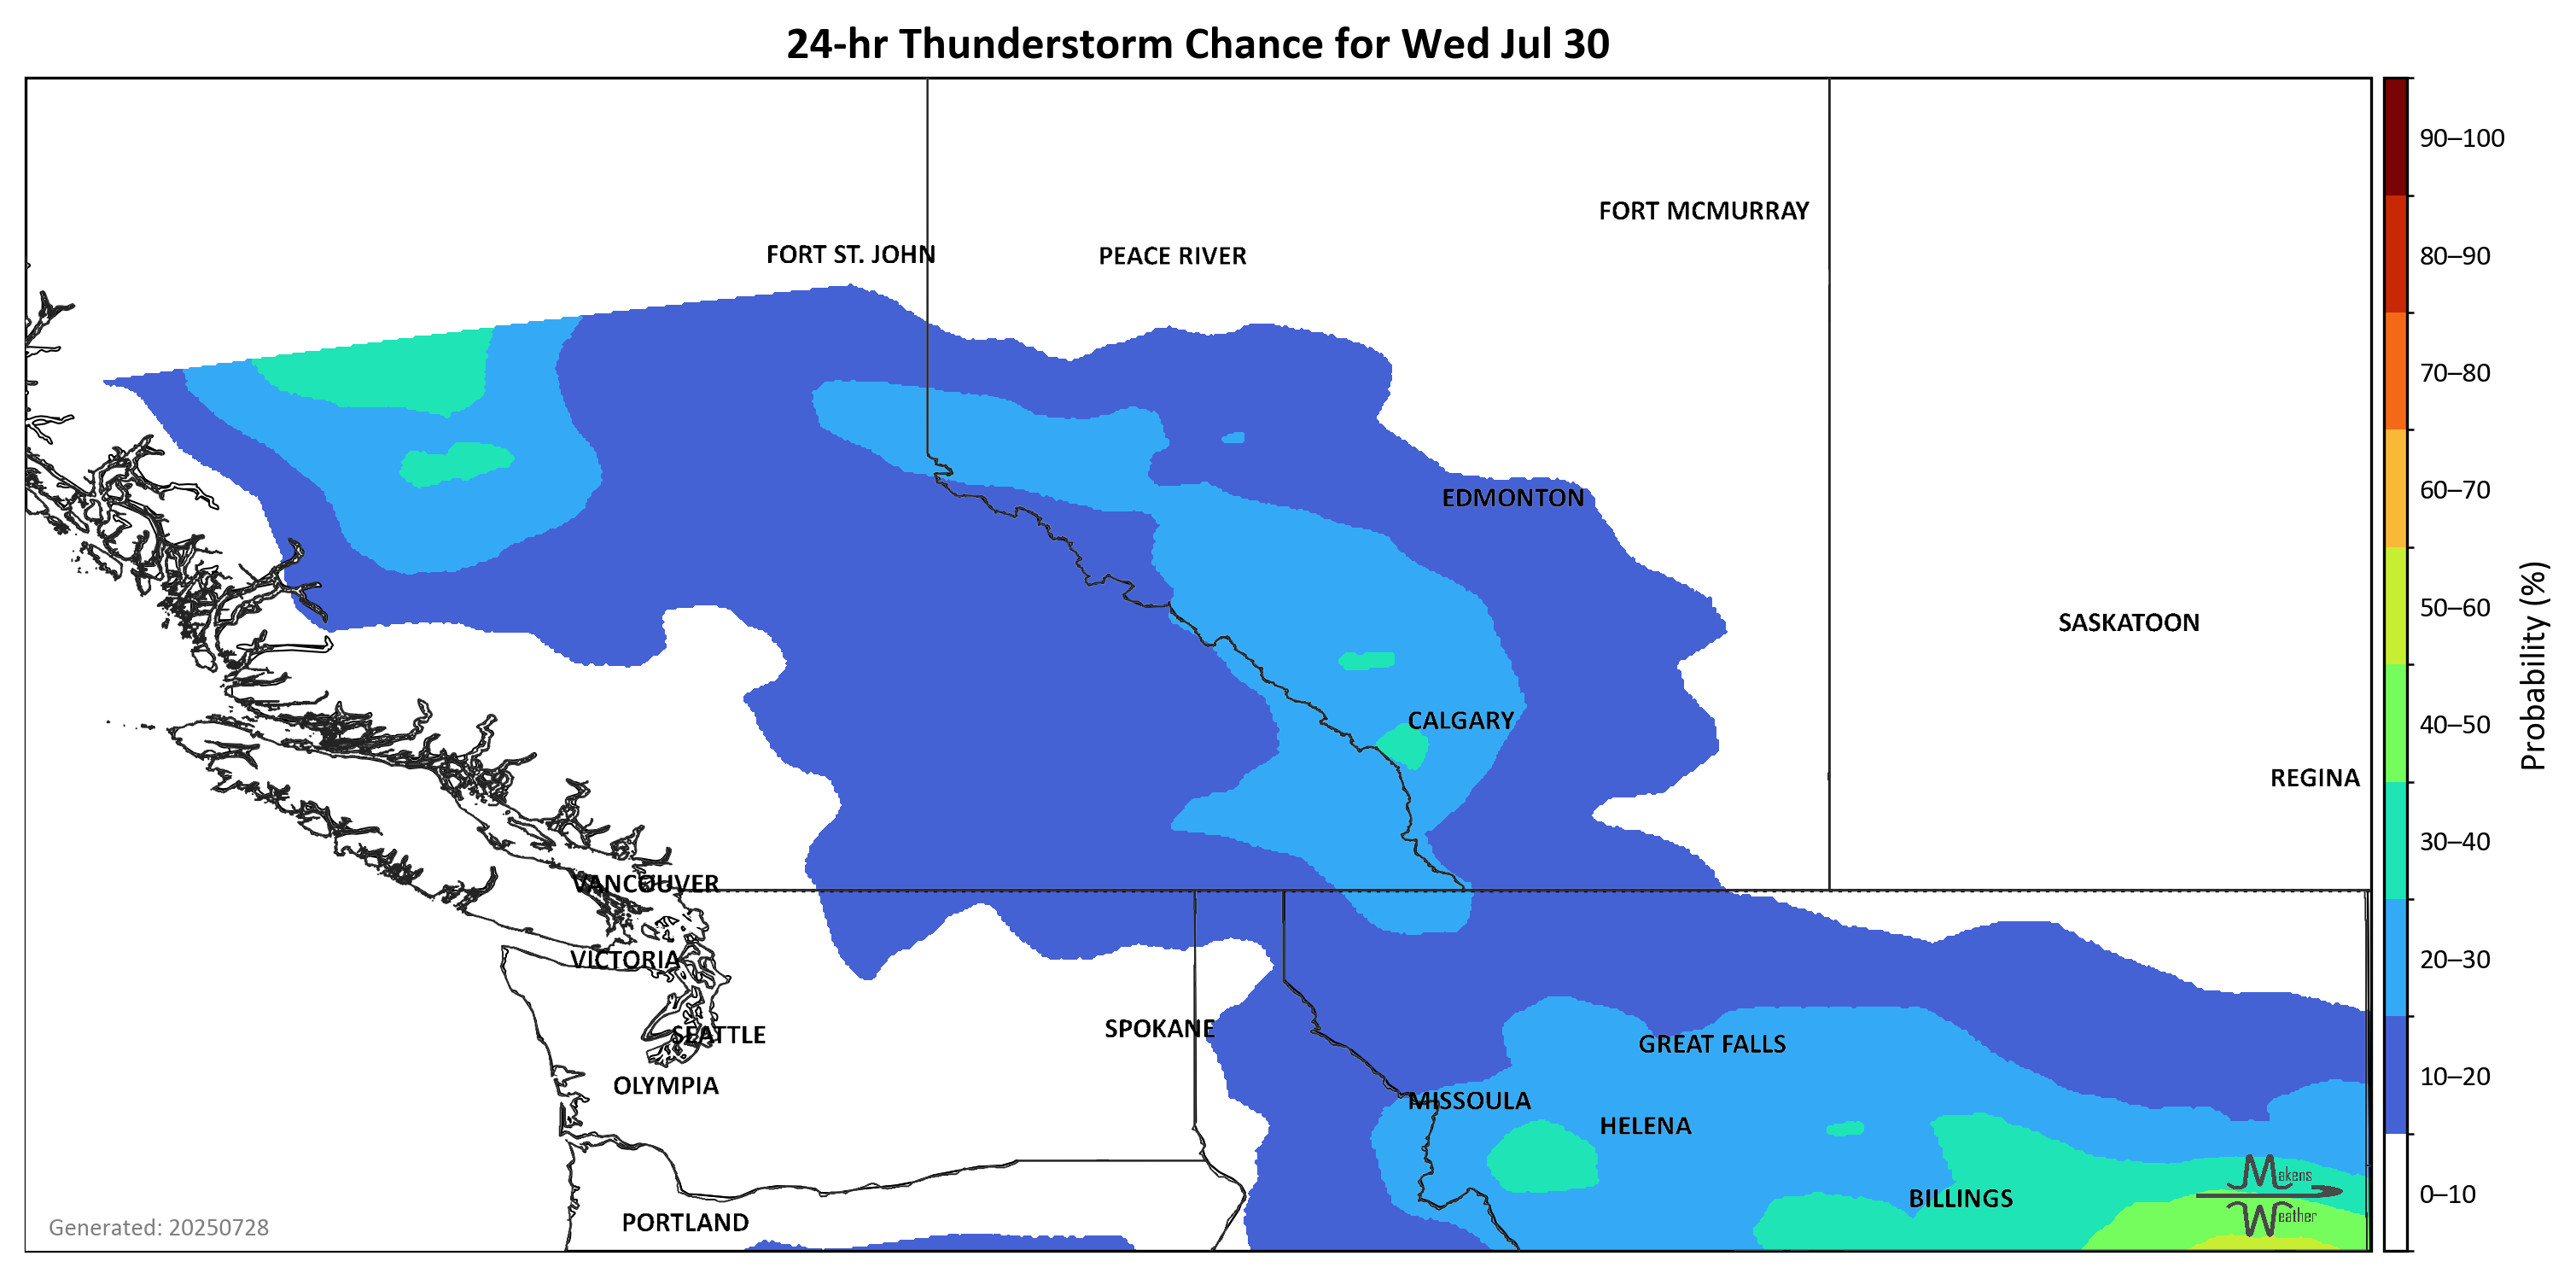 24-hr Thunderstorm Chance for Wed Jul 30
90–100
FORT MCMURRAY
FORT ST. JOHN
PEACE RIVER
80–90
70–80
60–70
EDMONTON
50–60
SASKATOON
Probability (%)
CALGARY
40–50
REGINA
30–40
VANCOUVER
VICTORIA
20–30
SPOKANE
SEATTLE
GREAT FALLS
OLYMPIA
10–20
MISSOULA
HELENA
Makens
Weather
BILLINGS
0–10
PORTLAND
Generated: 20250728